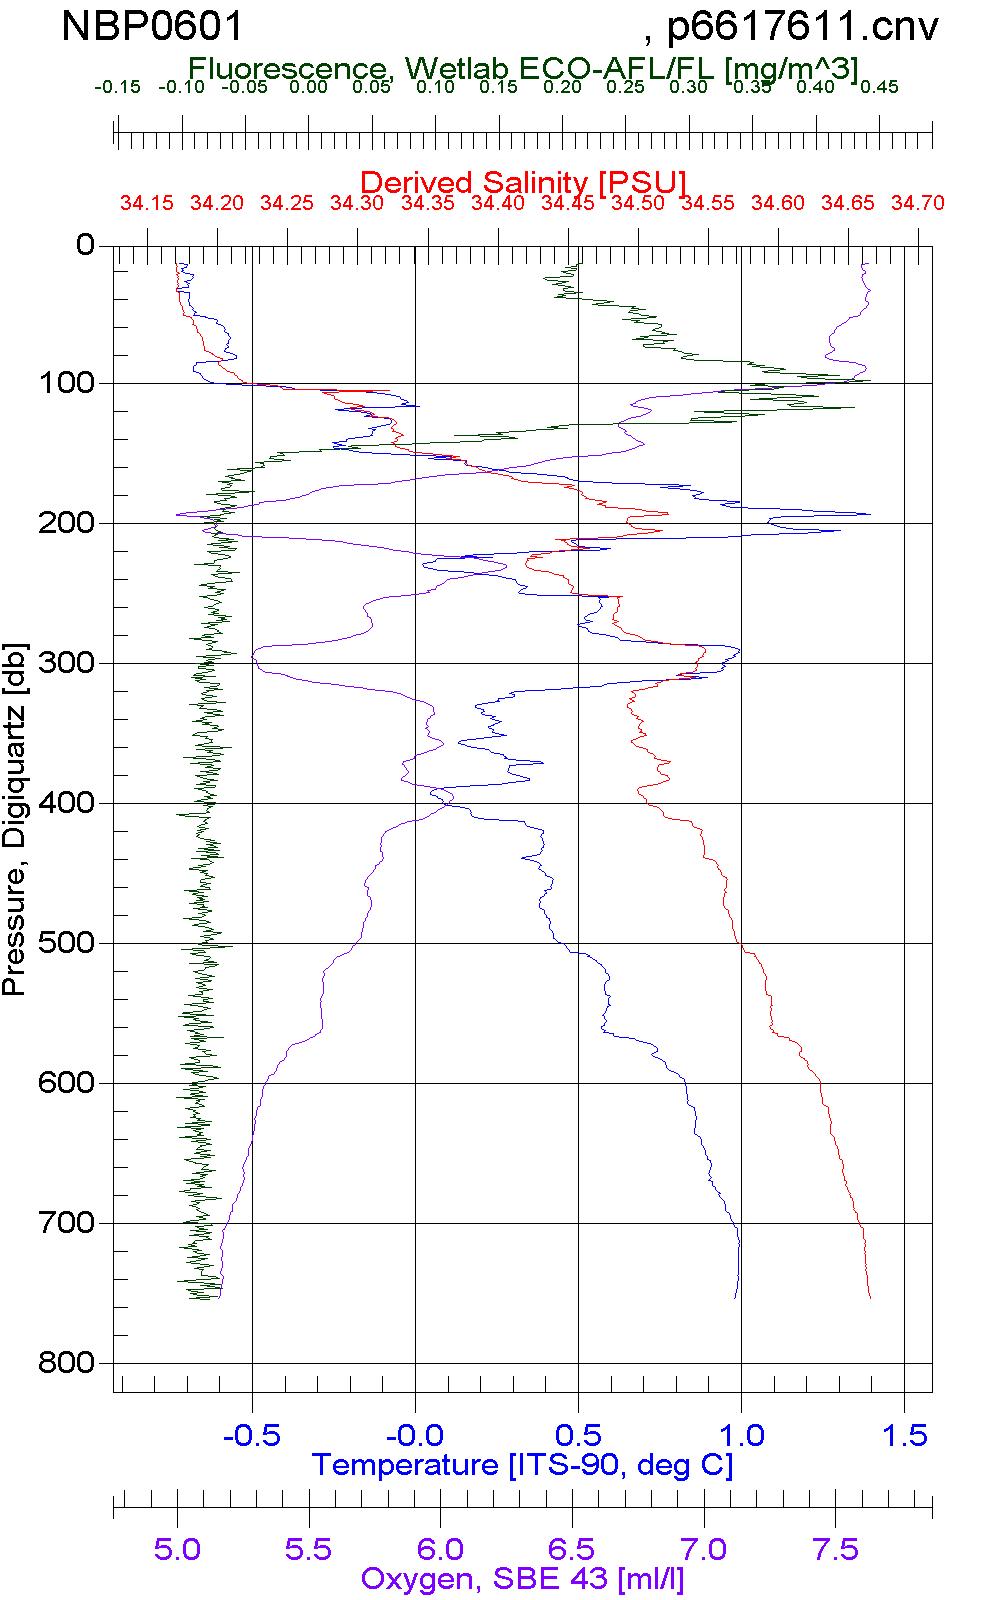 NBP0601 , p6617611.cnv
Fluorescence, Wetlab ECO-AFL/FL [mg/m^3]
-0.15 -0.10 -0.05 0.00 0.05 0.10 0.15 0.20 0.25 0.30 0.35 0.40 0.45
Derived Salinity [PSU]
34.15 34.20 34.25 34.30 34.35 34.40 34.45 34.50 34.55 34.60 34.65 34.70
0
100
200
300
400
500
600
700
800
Pressure, Digiquartz [db]
-0.5 -0.0 0.5 1.0 1.5
Temperature [ITS-90, deg C]
5.0 5.5 6.0 6.5 7.0 7.5
Oxygen, SBE 43 [ml/l]